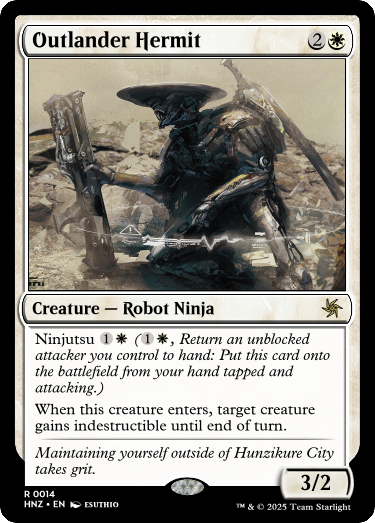 Outlander Hermit 2
Creature — Robot Ninja
Ninjutsu 1 (1, Return an unblocked
attacker you control to hand: Put this card onto
the battlefield from your hand tapped and
attacking.)
When this creature enters, target creature
gains indestructible until end of turn.
Maintaining yourself outside of Hunzikure City
takes grit.
3/2
R 0014
HNZ • EN ESUTHIO
™ & © 2025 Team Starlight